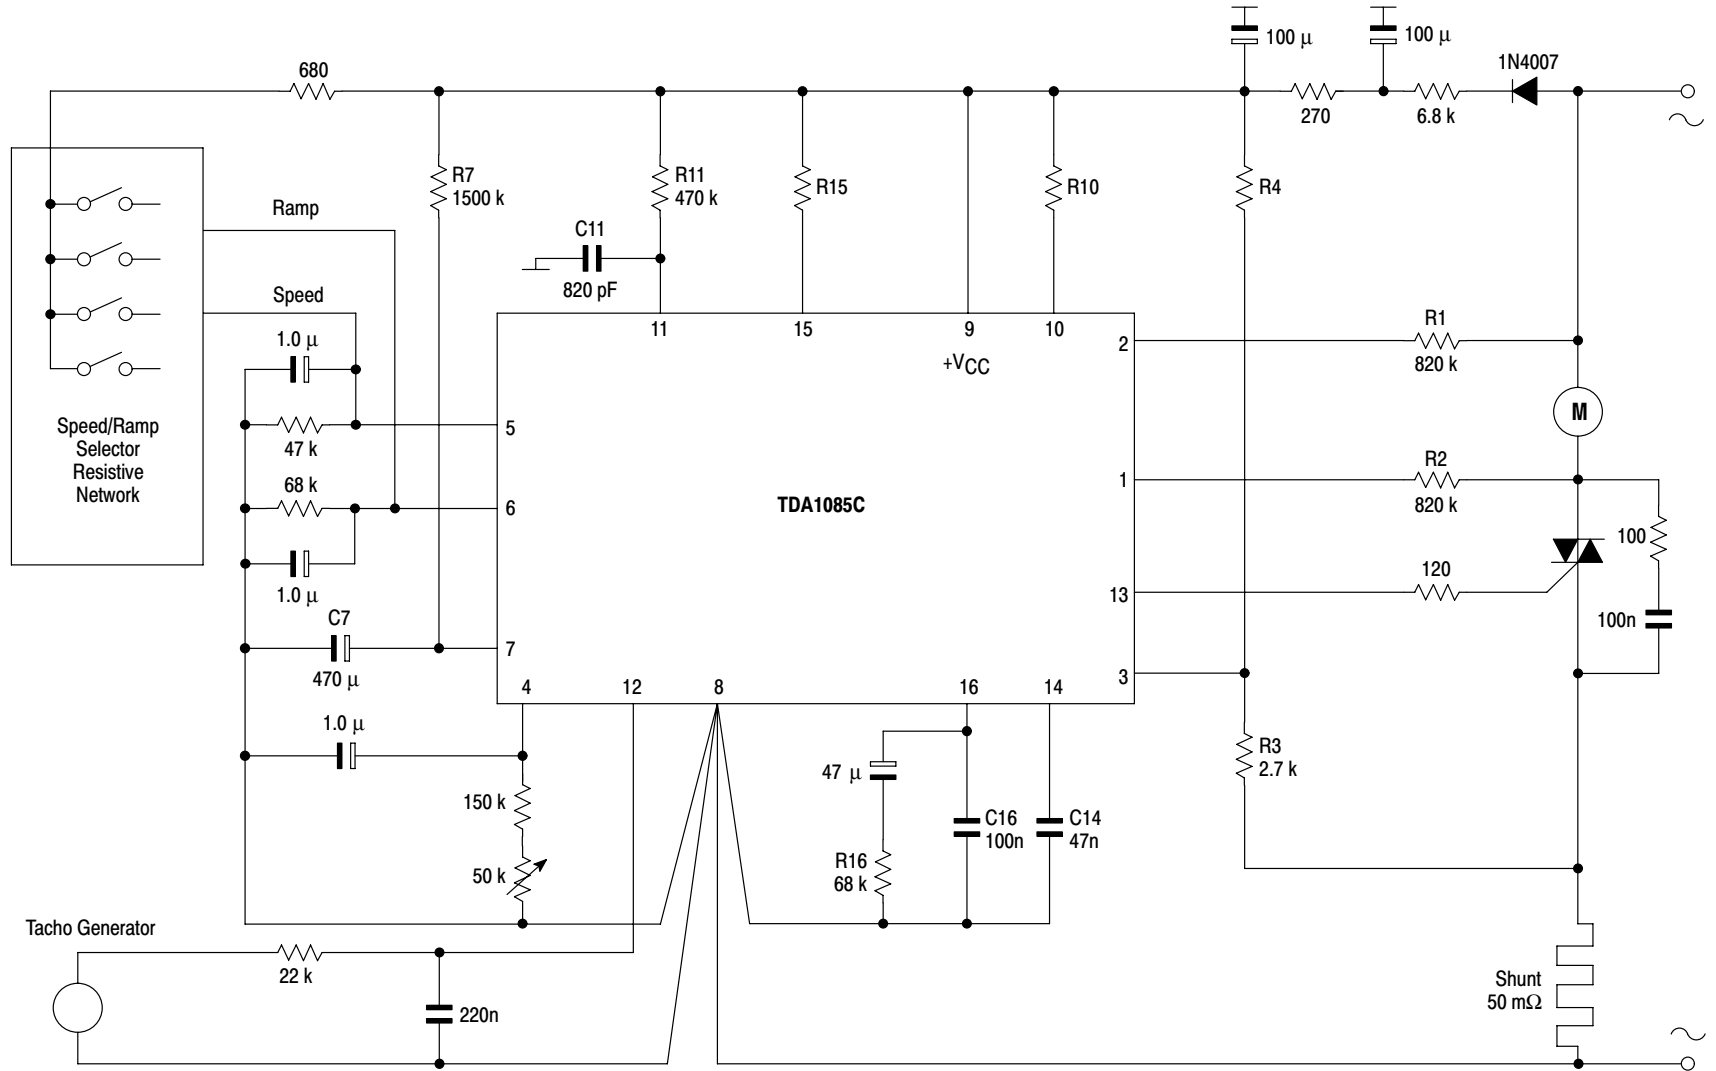 680
100 μ
100 μ
1N4007
270
6.8 k
R7
1500 k
R11
470 k
R15
R10
R4
Ramp
C11
820 pF
Speed
1.0 μ
11
15
9
10
+VCC
2
R1
820 k
M
Speed/Ramp
Selector
Resistive
Network
47 k
5
68 k
6
1.0 μ
TDA1085C
1
R2
820 k
100
120
13
100n
C7
470 μ
7
3
4
12
8
16
14
1.0 μ
R3
2.7 k
47 μ
150 k
C16
100n
C14
47n
R16
68 k
50 k
Tacho Generator
22 k
220n
Shunt
50 mΩ